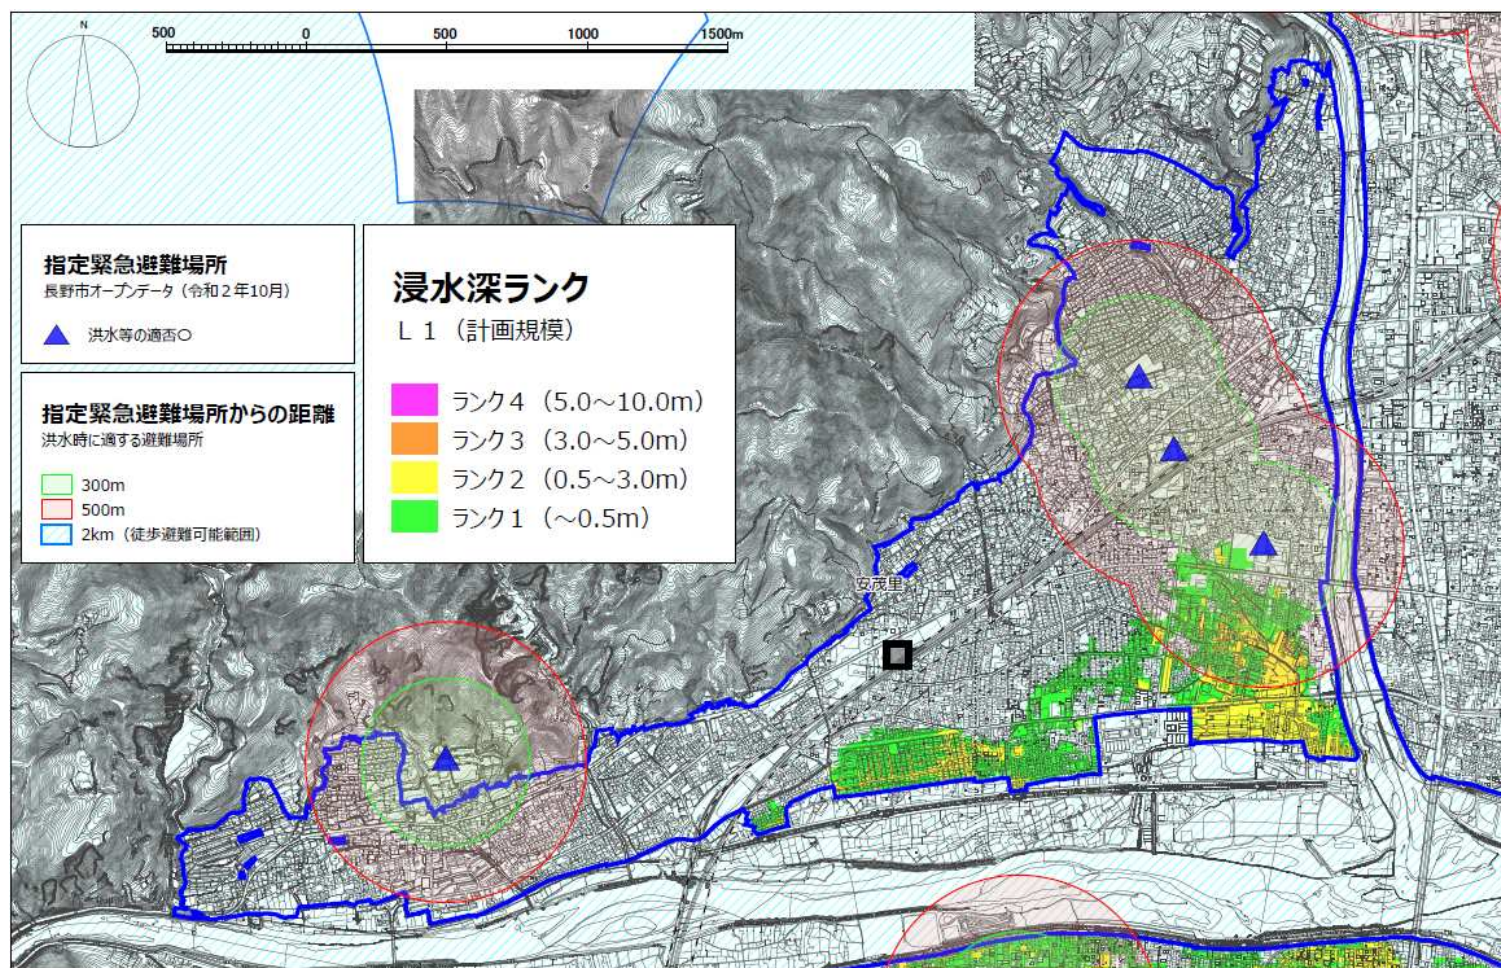 N
500 0 500 1000 1500m
指定緊急避難場所
長野市オープンデータ（令和２年10月）
洪水等の適否〇
指定緊急避難場所からの距離
洪水時に適する避難場所
300m
500m
2km（徒歩避難可能範囲）
浸水深ランク
Ｌ１（計画規模）
ランク４（5.0～10.0m）
ランク３（3.0～5.0m）
ランク２（0.5～3.0m）
ランク１（～0.5m）
安茂里